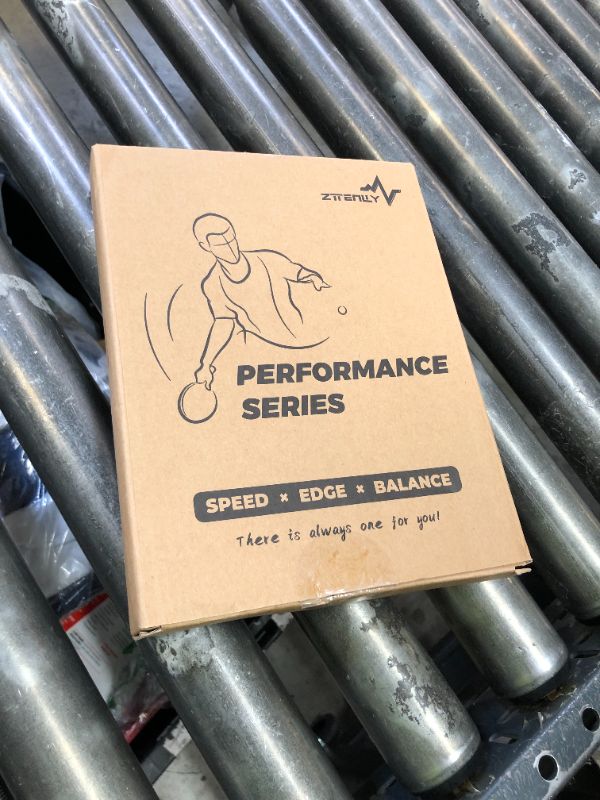 ZTTENLLY
PERFORMANCE
SERIES
SPEED × EDGE × BALANCE
There is always one for you!